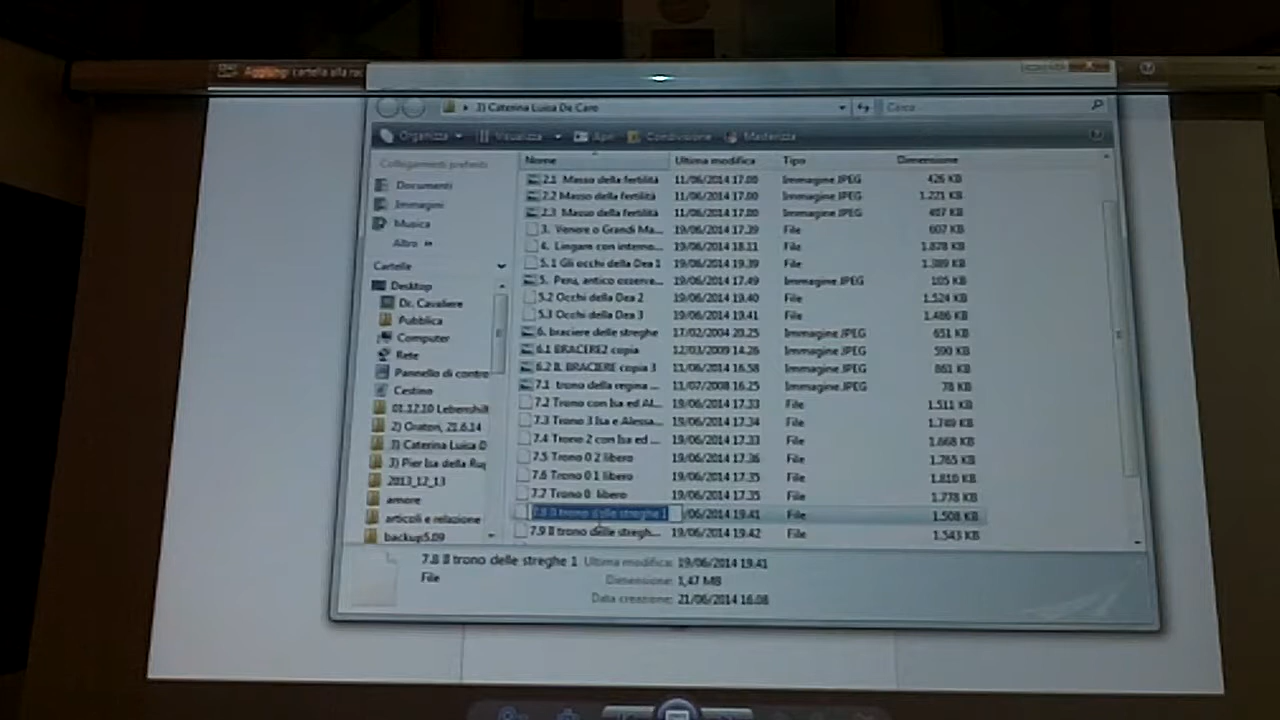 Aggiungi cartella alla
3) Caterina Luisa De Caro
Cerca
Organizza Visualizza Apri Condivisione Masterizza
Collegamenti preferiti
Documenti
Immagini
Musica
Altro »
Cartelle
Desktop
Dr. Cavaliere
Pubblica
Computer
Rete
Pannello di contro
Cestino
01.12.10 Lebenshilf
2) Oratori, 21.6.14
3) Caterina Luisa D
3) Pier Isa della Rup
2013_12_13
amore
articoli e relazione
backup5.09
Nome Ultima modifica Tipo Dimensione
2.1 Masso della fertilità 11/06/2014 17.00 Immagine JPEG 426 KB
2.2 Masso della fertilità 11/06/2014 17.00 Immagine JPEG 1.221 KB
2.3 Masso della fertilità 11/06/2014 17.00 Immagine JPEG 407 KB
3. Venere o Grandi Ma... 19/06/2014 17.39 File 607 KB
4. Lingam con interno... 19/06/2014 18.11 File 1.878 KB
5.1 Gli occhi della Dea 1 19/06/2014 19.39 File 1.389 KB
5. Perù, antico osserva... 19/06/2014 17.49 Immagine JPEG 105 KB
5.2 Occhi della Dea 2 19/06/2014 19.40 File 1.524 KB
5.3 Occhi della Dea 3 19/06/2014 19.41 File 1.486 KB
6. braciere delle streghe 17/02/2004 20.25 Immagine JPEG 651 KB
6.1 BRACERE2 copia 12/03/2009 14.26 Immagine JPEG 590 KB
6.2 IL BRACIERE copia 3 11/06/2014 16.58 Immagine JPEG 861 KB
7.1 trono della regina ... 11/07/2008 16.25 Immagine JPEG 78 KB
7.2 Trono con Isa ed Al... 19/06/2014 17.33 File 1.511 KB
7.3 Trono 3 Isa e Alessa... 19/06/2014 17.34 File 1.749 KB
7.4 Trono 2 con Isa ed ... 19/06/2014 17.33 File 1.668 KB
7.5 Trono 0 2 libero 19/06/2014 17.36 File 1.765 KB
7.6 Trono 0 1 libero 19/06/2014 17.35 File 1.810 KB
7.7 Trono 0 libero 19/06/2014 17.35 File 1.778 KB
7.8 Il trono delle streghe 1 /06/2014 19.41 File 1.508 KB
7.9 Il trono delle stregh... 19/06/2014 19.42 File 1.543 KB
7.8 Il trono delle streghe 1 Ultima modifica: 19/06/2014 19.41
File Dimensione: 1,47 MB
Data creazione: 21/06/2014 16.08